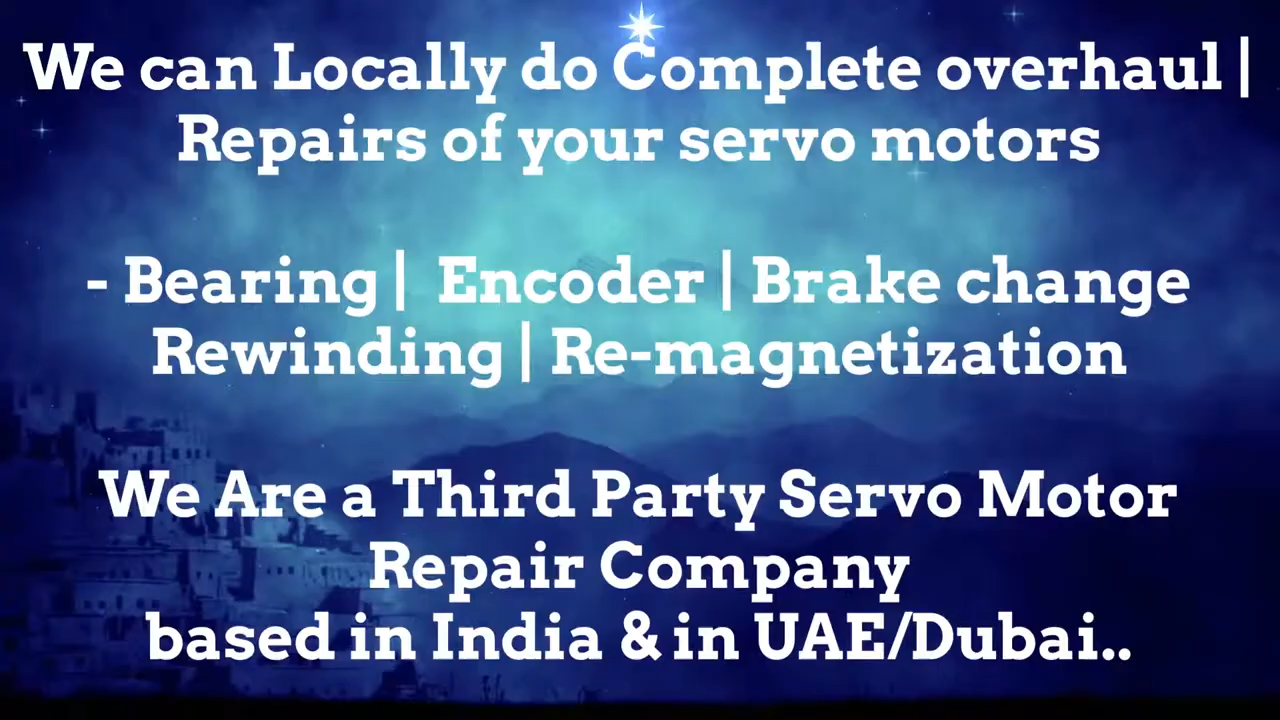 We can Locally do Complete overhaul |
Repairs of your servo motors
- Bearing | Encoder | Brake change
Rewinding | Re-magnetization
We Are a Third Party Servo Motor
Repair Company
based in India & in UAE/Dubai..